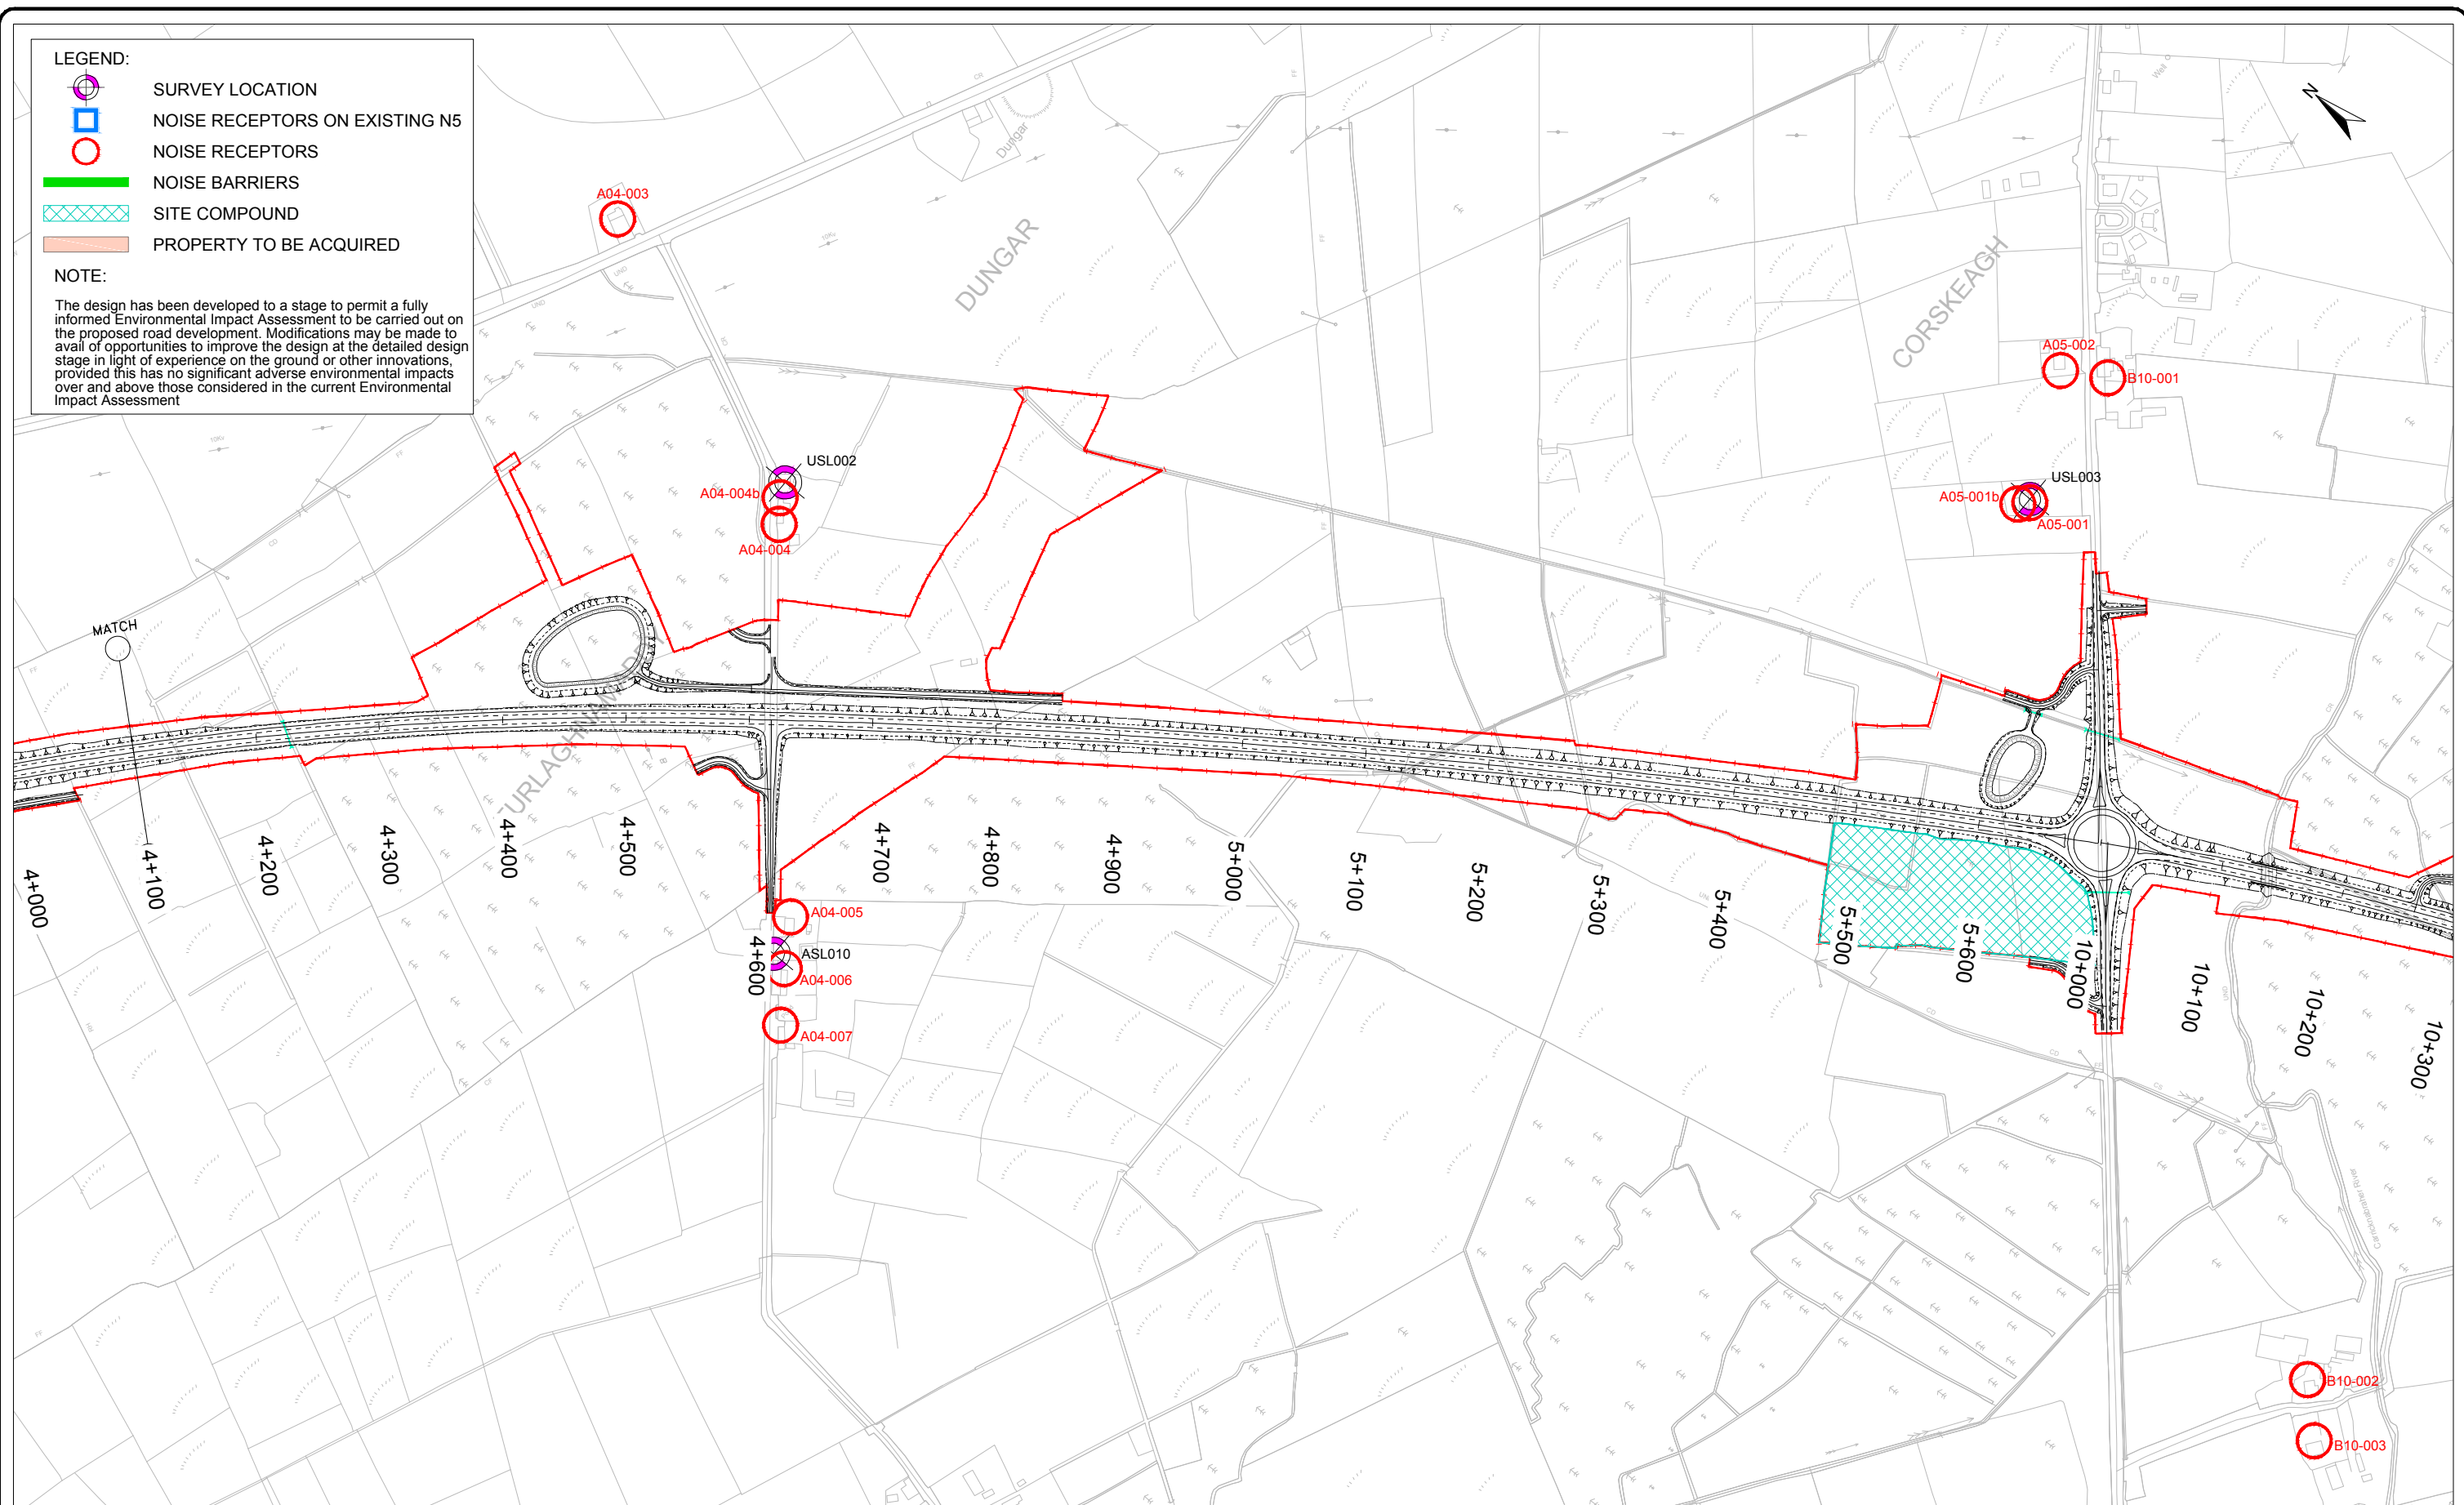 LEGEND:
SURVEY LOCATION
NOISE RECEPTORS ON EXISTING N5
NOISE RECEPTORS
NOISE BARRIERS
SITE COMPOUND
PROPERTY TO BE ACQUIRED
NOTE:
The design has been developed to a stage to permit a fully
informed Environmental Impact Assessment to be carried out on
the proposed road development. Modifications may be made to
avail of opportunities to improve the design at the detailed design
stage in light of experience on the ground or other innovations,
provided this has no significant adverse environmental impacts
over and above those considered in the current Environmental
Impact Assessment
N
Well
A04-003
Dungar
DUNGAR
CORSKEAGH
A05-002
B10-001
USL002
A04-004b
A04-004
USL003
A05-001b
A05-001
MATCH
4+000
4+100
4+200
4+300
4+400
4+500
4+600
4+700
4+800
4+900
5+000
5+100
5+200
5+300
5+400
5+500
5+600
10+000
10+100
10+200
10+300
A04-005
ASL010
A04-006
A04-007
Carricknabraher River
B10-002
B10-003